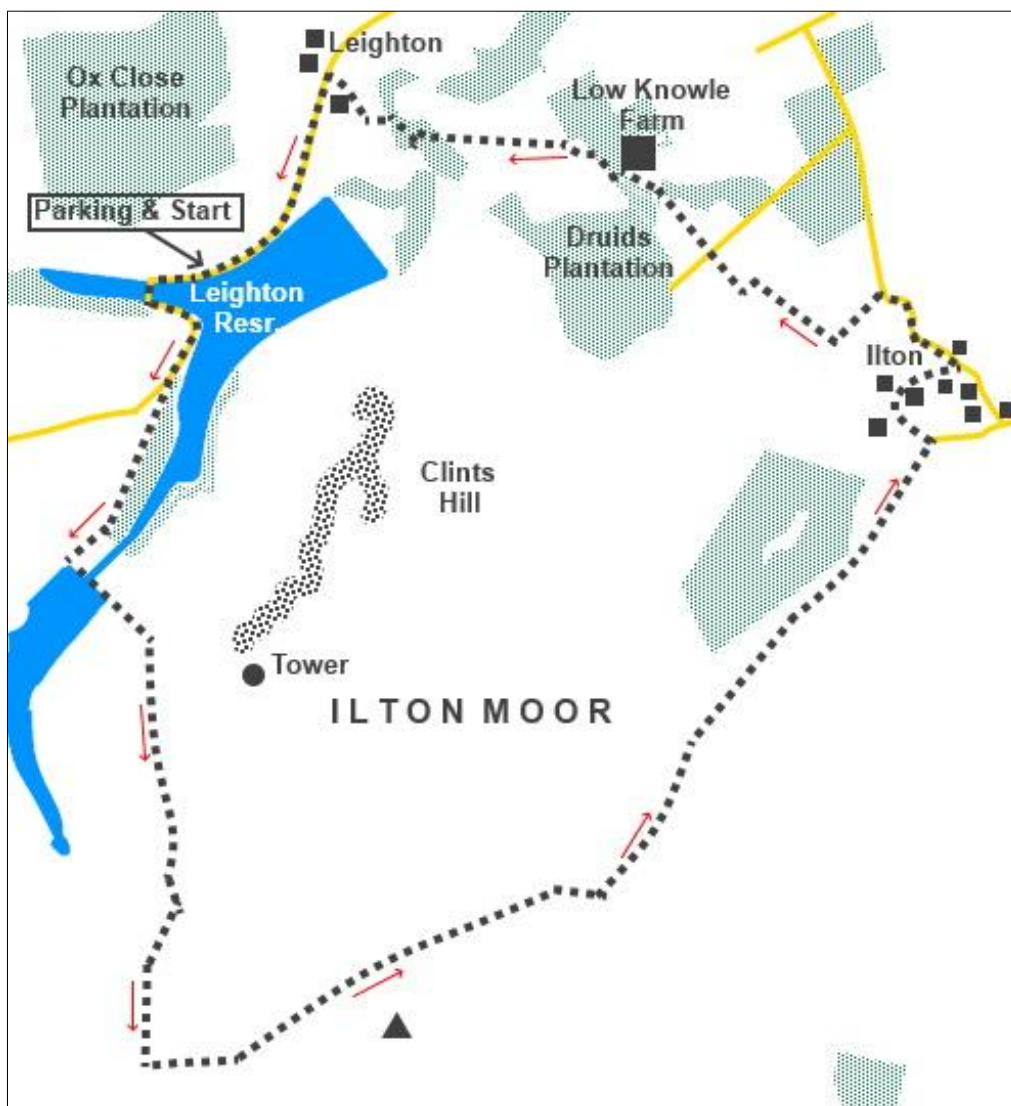 Leighton
Ox Close
Plantation
Low Knowle
Farm
Parking & Start
Druids
Plantation
Leighton
Resr.
Ilton
Clints
Hill
Tower
ILTON MOOR